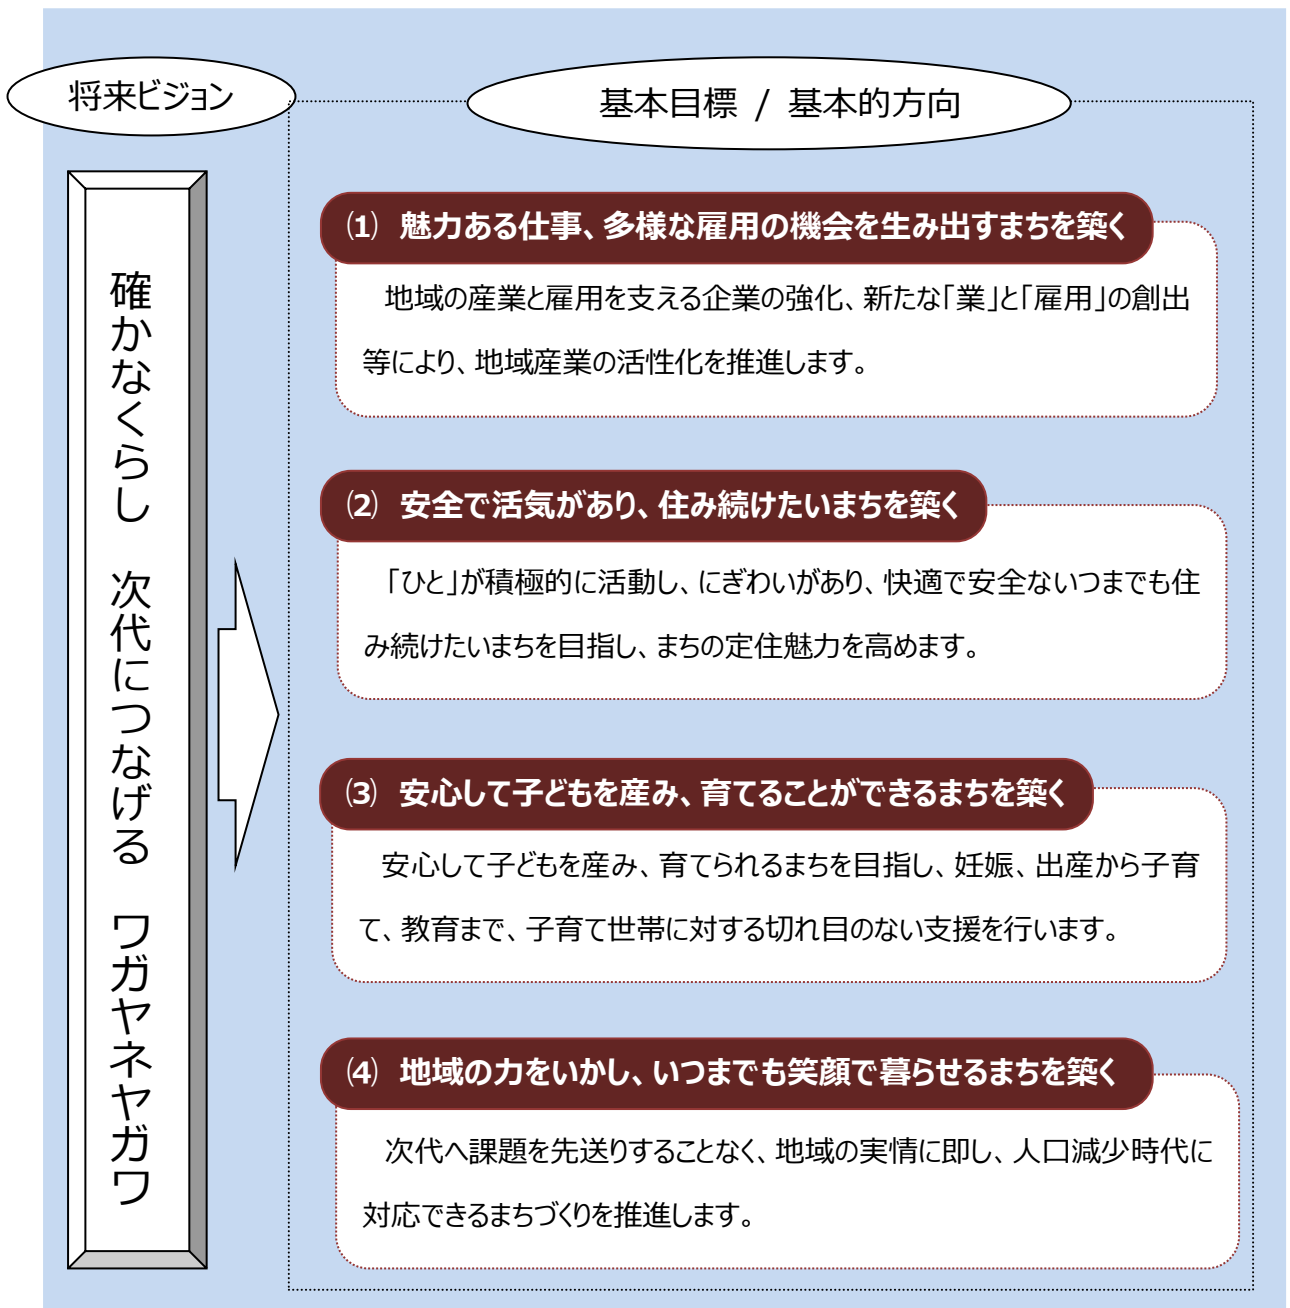 将来ビジョン
基本目標 / 基本的方向
確かなくらし 次代につなげる ワガヤネヤガワ
⑴ 魅力ある仕事、多様な雇用の機会を生み出すまちを築く
地域の産業と雇用を支える企業の強化、新たな「業」と「雇用」の創出
等により、地域産業の活性化を推進します。
⑵ 安全で活気があり、住み続けたいまちを築く
「ひと」が積極的に活動し、にぎわいがあり、快適で安全ないつまでも住
み続けたいまちを目指し、まちの定住魅力を高めます。
⑶ 安心して子どもを産み、育てることができるまちを築く
安心して子どもを産み、育てられるまちを目指し、妊娠、出産から子育
て、教育まで、子育て世帯に対する切れ目のない支援を行います。
⑷ 地域の力をいかし、いつまでも笑顔で暮らせるまちを築く
次代へ課題を先送りすることなく、地域の実情に即し、人口減少時代に
対応できるまちづくりを推進します。